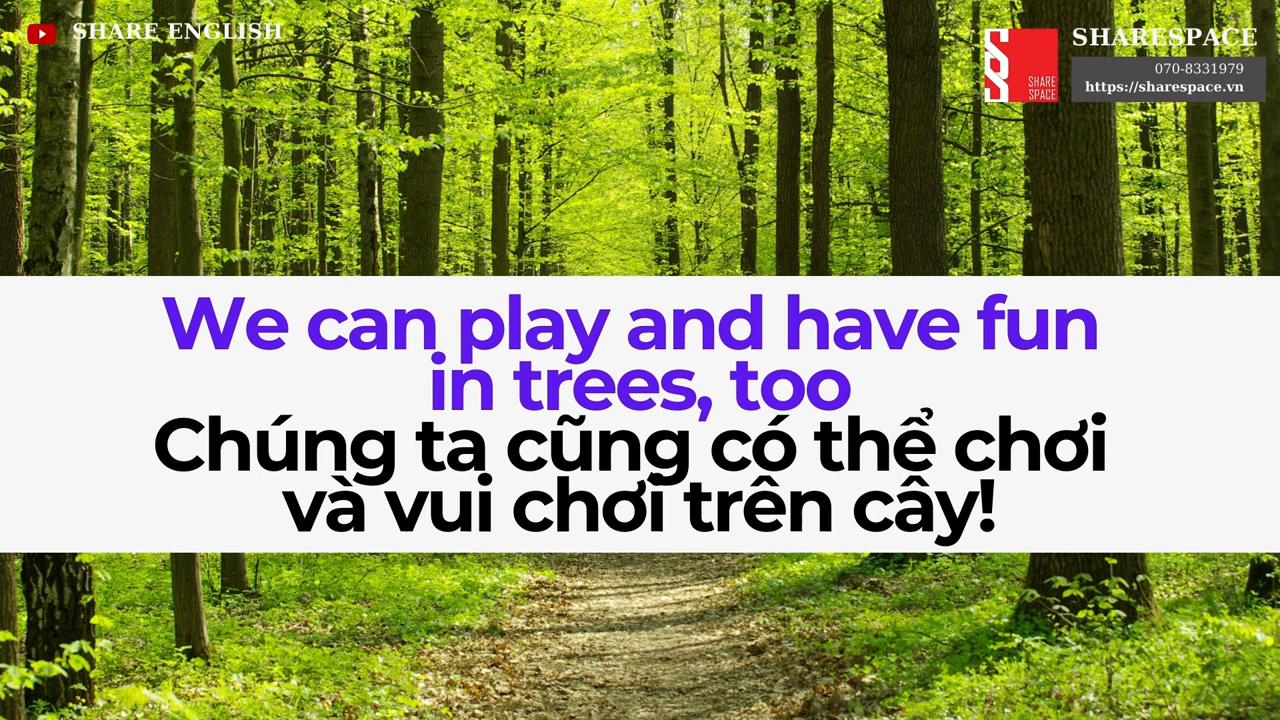 SHARE ENGLISH
SHARESPACE
070-8331979
https://sharespace.vn
SHARE
SPACE
We can play and have fun
in trees, too
Chúng ta cũng có thể chơi
và vui chơi trên cây!